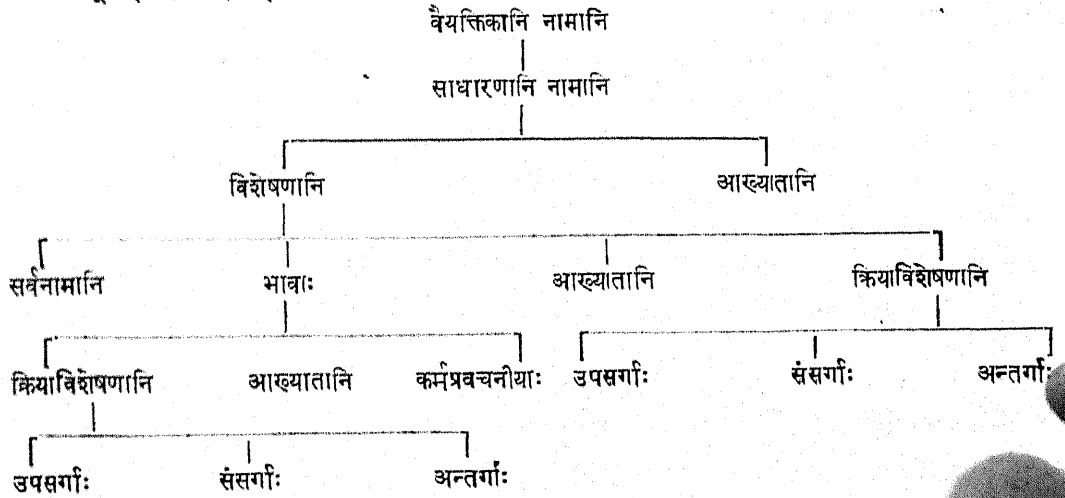 वैयक्तिकानि नामानि
साधारणानि नामानि
विशेषणानि आख्यातानि
सर्वनामानि भावाः आख्यातानि क्रियाविशेषणानि
क्रियाविशेषणानि आख्यातानि कर्मप्रवचनीयाः उपसर्गाः संसर्गाः अन्तर्गाः
उपसर्गाः संसर्गाः अन्तर्गाः